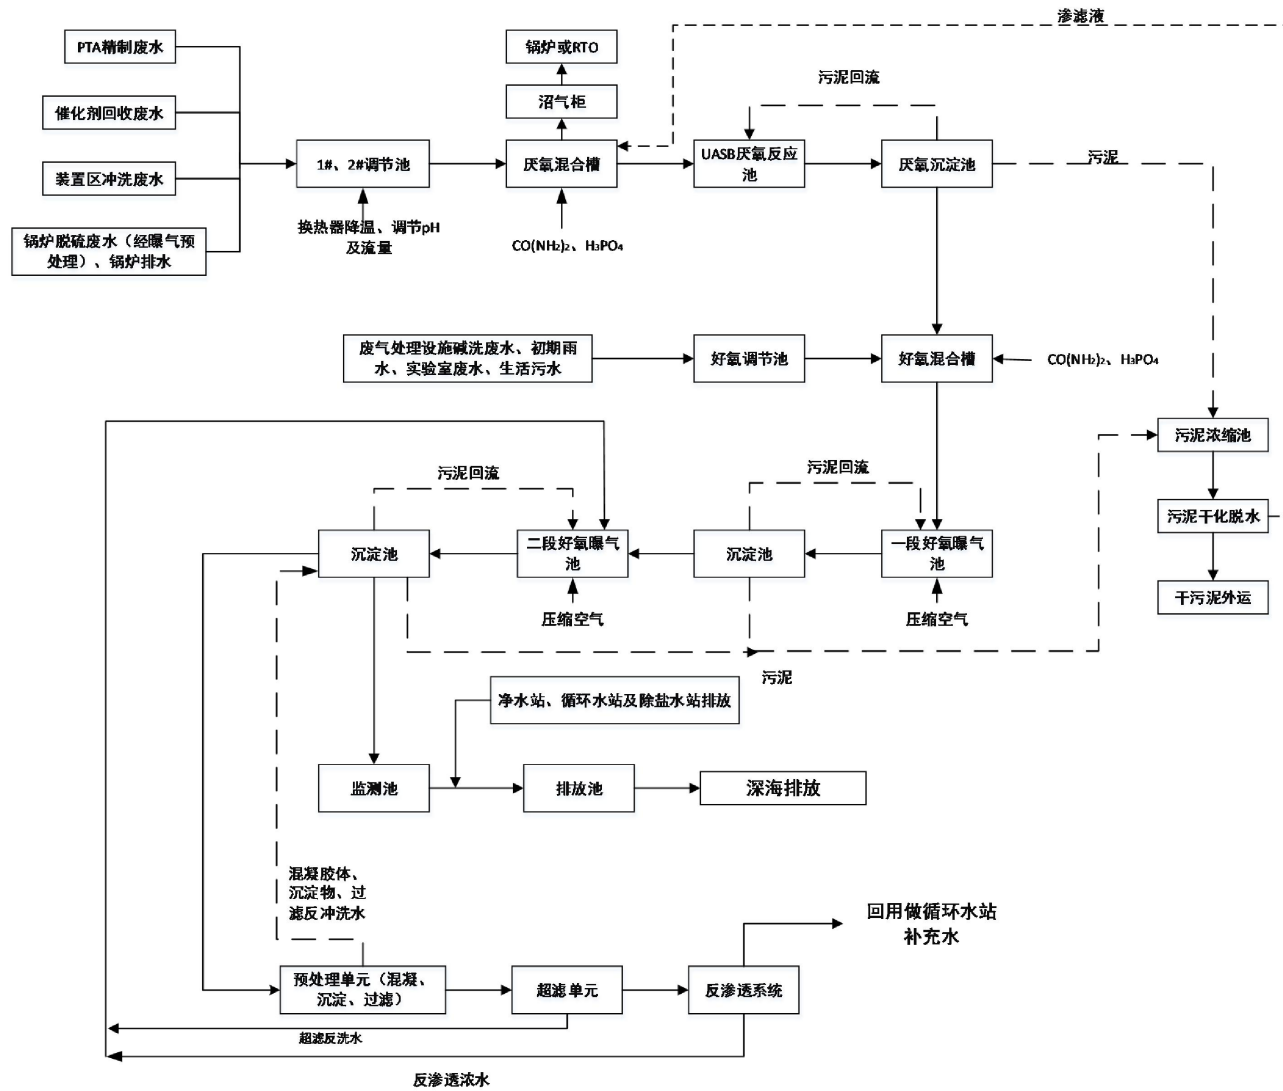 渗滤液
PTA精制废水
锅炉或RTO
污泥回流
催化剂回收废水
沼气柜
1#、2#调节池
厌氧混合槽
UASB厌氧反应
池
厌氧沉淀池
污泥
装置区冲洗废水
换热器降温、调节pH
及流量
CO(NH₂)₂、H₃PO₄
锅炉脱硫废水（经曝气预
处理）、锅炉排水
废气处理设施碱洗废水、初期雨
水、实验室废水、生活污水
好氧调节池
好氧混合槽
CO(NH₂)₂、H₃PO₄
污泥浓缩池
污泥回流
污泥回流
污泥干化脱水
沉淀池
二段好氧曝气
池
沉淀池
一段好氧曝气
池
干污泥外运
压缩空气
压缩空气
污泥
净水站、循环水站及除盐水站排放
监测池
排放池
深海排放
混凝胶体、
沉淀物、过
滤反冲洗水
回用做循环水站
补充水
预处理单元（混凝、
沉淀、过滤）
超滤单元
反渗透系统
超滤反洗水
反渗透浓水